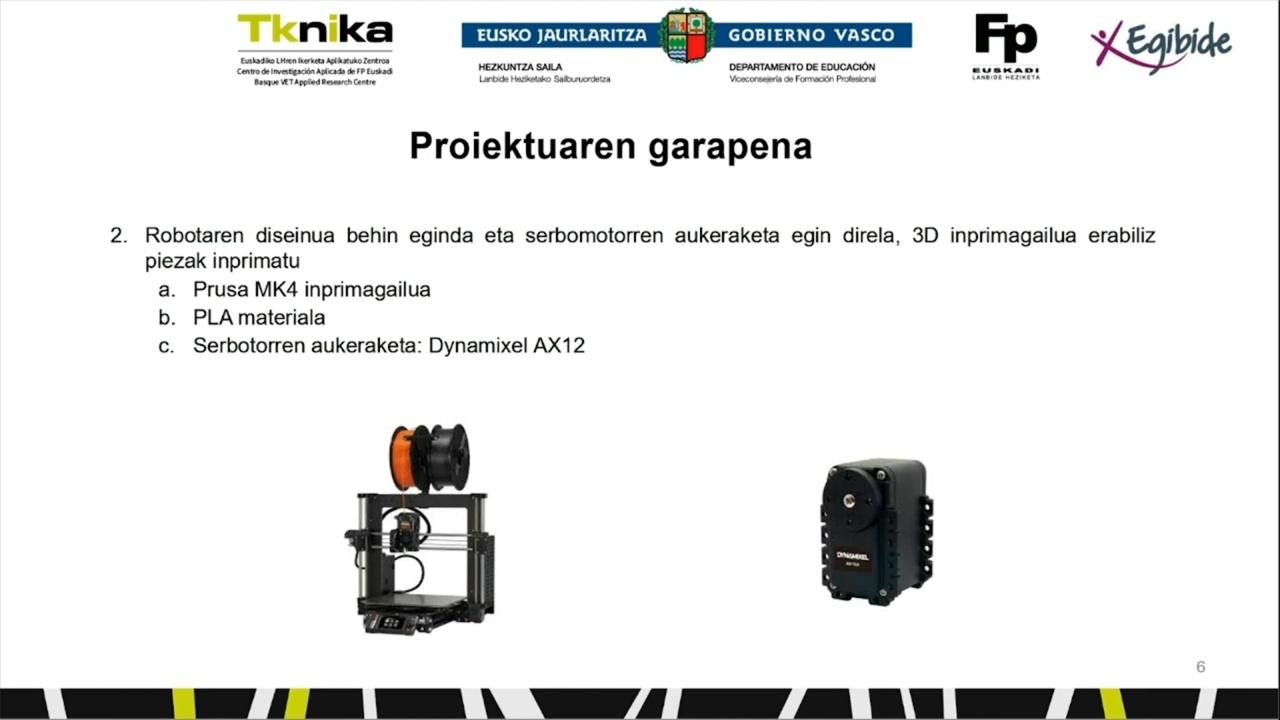 Tknika
Euskadiko LHren Ikerketa Aplikatuko Zentroa
Centro de Investigación Aplicada de FP Euskadi
Basque VET Applied Research Centre
EUSKO JAURLARITZA
GOBIERNO VASCO
HEZKUNTZA SAILA
Lanbide Heziketako Sailburuordetza
DEPARTAMENTO DE EDUCACIÓN
Viceconsejería de Formación Profesional
Fp
EUSKADI
LANBIDE HEZIKETA
Egibide
Proiektuaren garapena
2. Robotaren diseinua behin eginda eta serbomotorren aukeraketa egin direla, 3D inprimagailua erabiliz
piezak inprimatu
a. Prusa MK4 inprimagailua
b. PLA materiala
c. Serbotorren aukeraketa: Dynamixel AX12
DYNAMIXEL
6